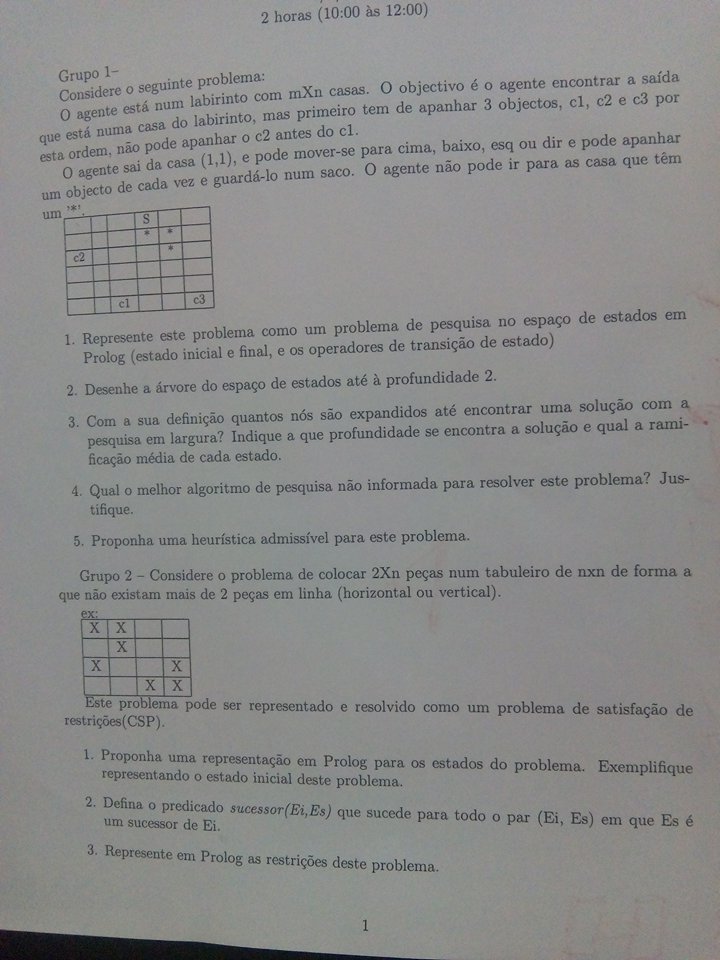 2 horas (10:00 às 12:00)
Grupo 1–
Considere o seguinte problema:
O agente está num labirinto com mXn casas. O objectivo é o agente encontrar a saída
que está numa casa do labirinto, mas primeiro tem de apanhar 3 objectos, c1, c2 e c3 por
esta ordem, não pode apanhar o c2 antes do c1.
O agente sai da casa (1,1), e pode mover-se para cima, baixo, esq ou dir e pode apanhar
um objecto de cada vez e guardá-lo num saco. O agente não pode ir para as casa que têm
um '*'.
S
* *
c2 *
c1 c3
1. Represente este problema como um problema de pesquisa no espaço de estados em
Prolog (estado inicial e final, e os operadores de transição de estado)
2. Desenhe a árvore do espaço de estados até à profundidade 2.
3. Com a sua definição quantos nós são expandidos até encontrar uma solução com a
pesquisa em largura? Indique a que profundidade se encontra a solução e qual a rami-
ficação média de cada estado.
4. Qual o melhor algoritmo de pesquisa não informada para resolver este problema? Jus-
tifique.
5. Proponha uma heurística admissível para este problema.
Grupo 2 – Considere o problema de colocar 2Xn peças num tabuleiro de nxn de forma a
que não existam mais de 2 peças em linha (horizontal ou vertical).
ex:
X X
X
X X
X X
Este problema pode ser representado e resolvido como um problema de satisfação de
restrições(CSP).
1. Proponha uma representação em Prolog para os estados do problema. Exemplifique
representando o estado inicial deste problema.
2. Defina o predicado sucessor(Ei,Es) que sucede para todo o par (Ei, Es) em que Es é
um sucessor de Ei.
3. Represente em Prolog as restrições deste problema.
1